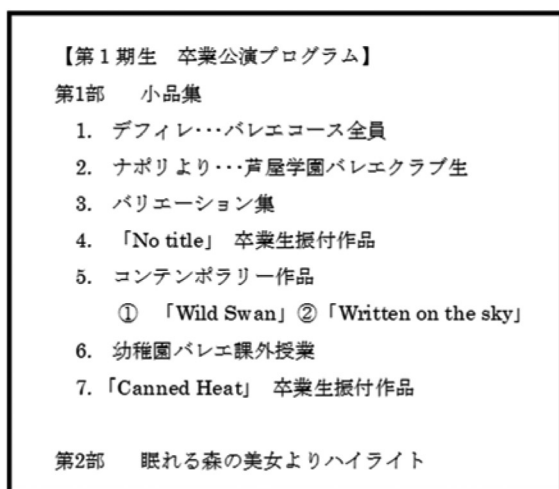 【第1期生　卒業公演プログラム】
第1部　　小品集
1.　デフィレ･･･バレエコース全員
2.　ナポリより･･･芦屋学園バレエクラブ生
3.　バリエーション集
4.　「No title」　卒業生振付作品
5.　コンテンポラリー作品
①　「Wild Swan」②「Written on the sky」
6.　幼稚園バレエ課外授業
7.「Canned Heat」　卒業生振付作品
第2部　　眠れる森の美女よりハイライト